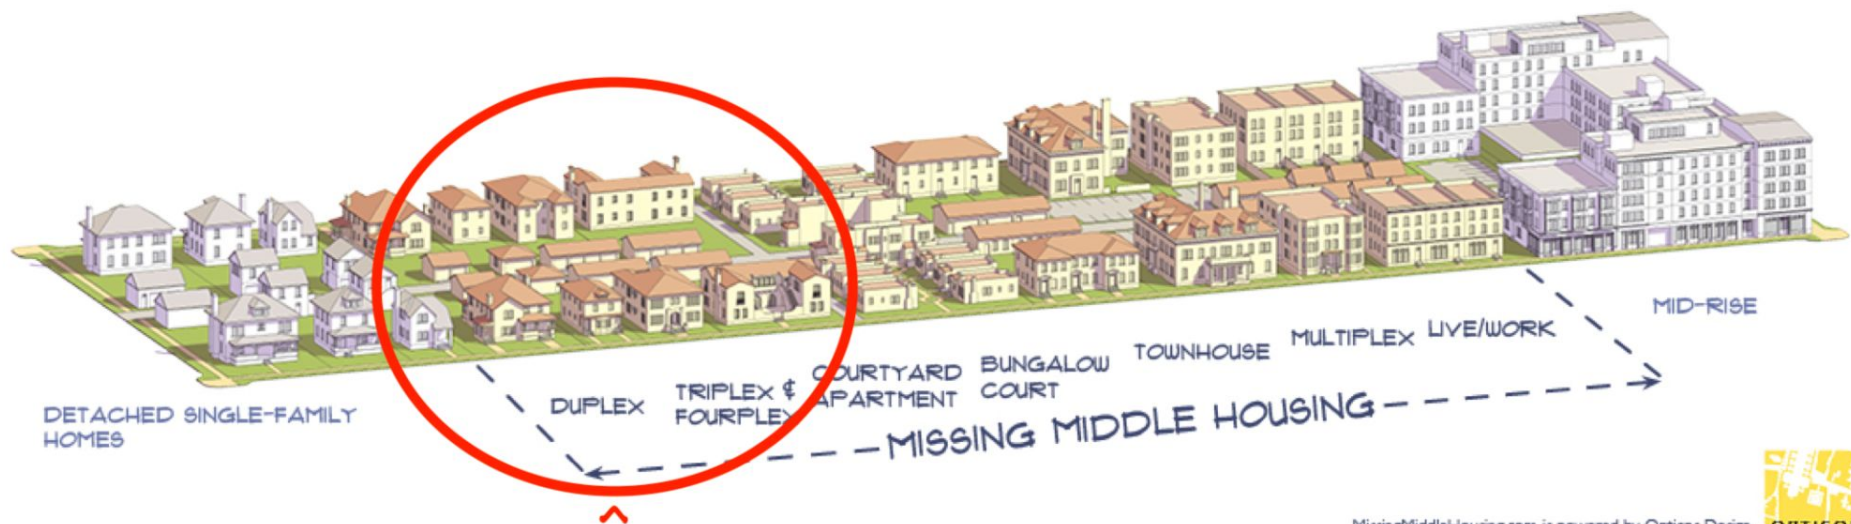 DETACHED SINGLE-FAMILY
HOMES
DUPLEX
TRIPLEX &
FOURPLEX
COURTYARD
APARTMENT
BUNGALOW
COURT
TOWNHOUSE
MULTIPLEX
LIVE/WORK
MID-RISE
MISSING MIDDLE HOUSING